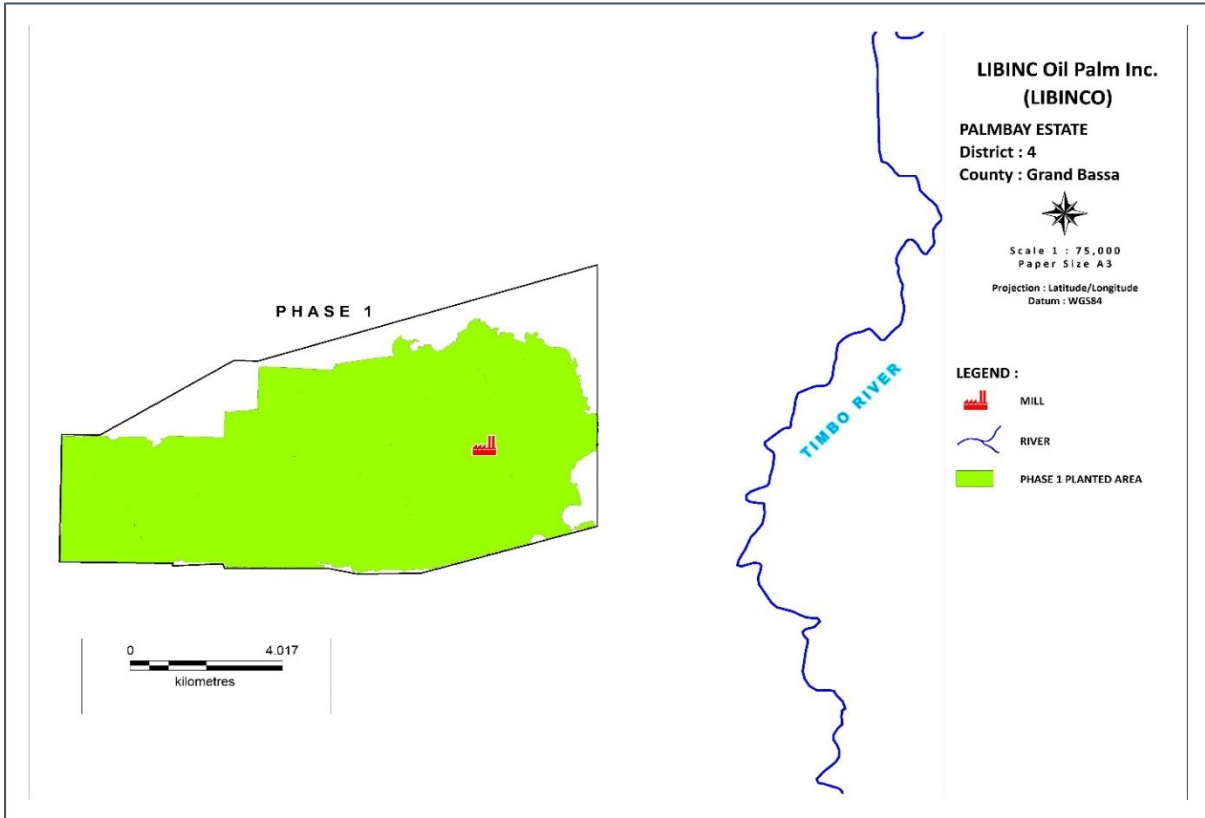 LIBINC Oil Palm Inc.
(LIBINCO)
PALMBAY ESTATE
District : 4
County : Grand Bassa
Scale 1 : 75,000
Paper Size A3
Projection : Latitude/Longitude
Datum : WGS84
LEGEND :
MILL
RIVER
PHASE 1 PLANTED AREA
PHASE 1
TIMBO RIVER
0 4.017
kilometres